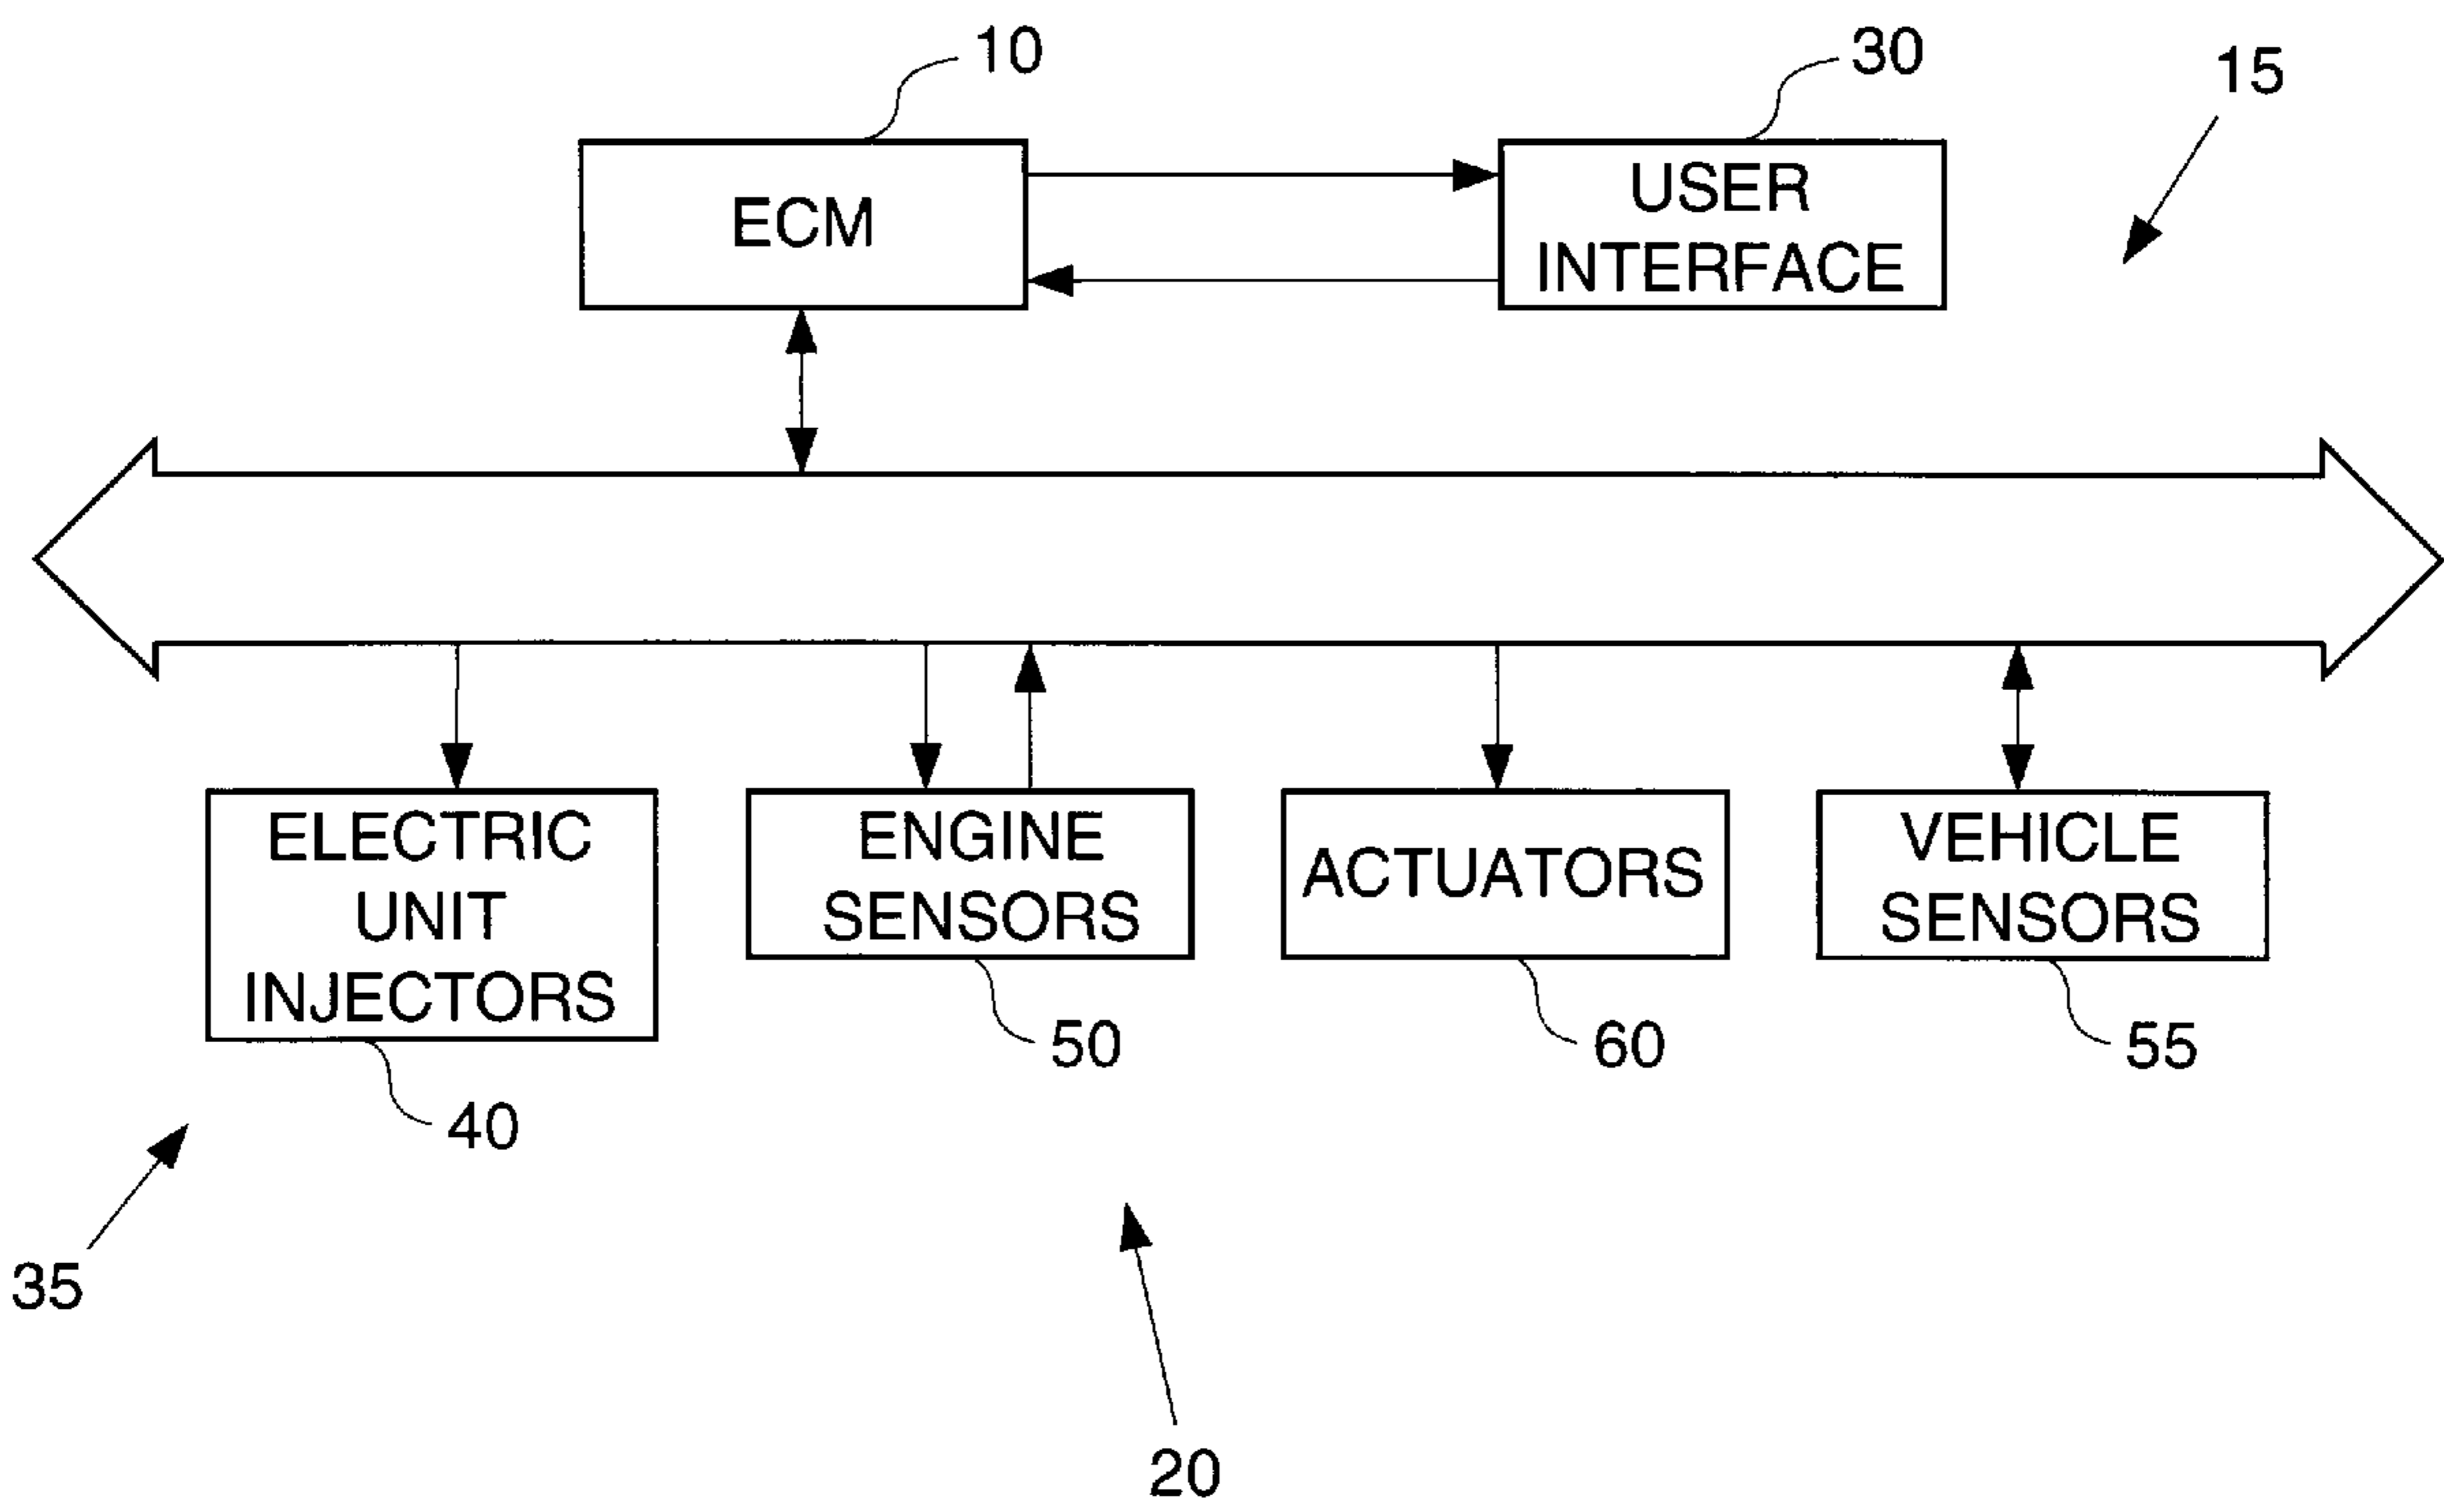 10
30
15
ECM
USER
INTERFACE
ELECTRIC
UNIT
INJECTORS
ENGINE
SENSORS
ACTUATORS
VEHICLE
SENSORS
40
50
60
55
35
20